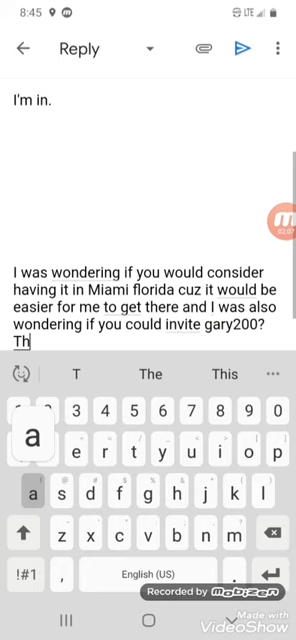 8:45 m LTE
Reply
I'm in.
m
02:07
I was wondering if you would consider
having it in Miami florida cuz it would be
easier for me to get there and I was also
wondering if you could invite gary200?
Th
T The This
3 4 5 6 7 8 9 0
a
e r t y u i o p
a s d f g h j k l
z x c v b n m
!#1 , English (US) .
Recorded by mobizen
Made with
VideoShow